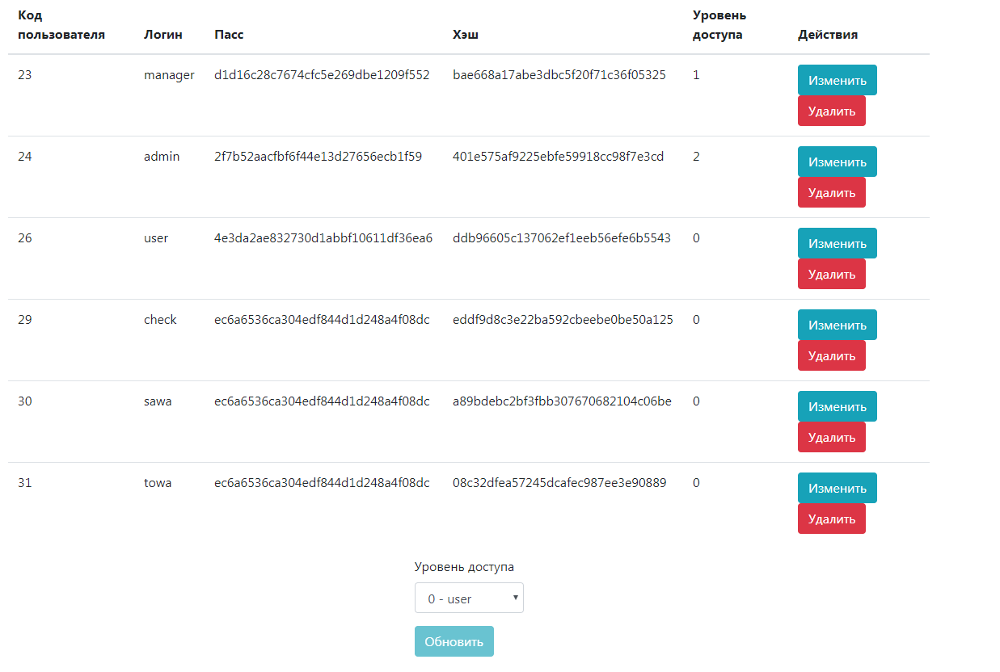 Код пользователя Логин Пасс Хэш Уровень доступа Действия
23 manager d1d16c28c7674cfc5e269dbe1209f552 bae668a17abe3dbc5f20f71c36f05325 1 Изменить
Удалить
24 admin 2f7b52aacfbf6f44e13d27656ecb1f59 401e575af9225ebfe59918cc98f7e3cd 2 Изменить
Удалить
26 user 4e3da2ae832730d1abbf10611df36ea6 ddb96605c137062ef1eeb56efe6b5543 0 Изменить
Удалить
29 check ec6a6536ca304edf844d1d248a4f08dc eddf9d8c3e22ba592cbeebe0be50a125 0 Изменить
Удалить
30 sawa ec6a6536ca304edf844d1d248a4f08dc a89bdebc2bf3fbb307670682104c06be 0 Изменить
Удалить
31 towa ec6a6536ca304edf844d1d248a4f08dc 08c32dfea57245dcafec987ee3e90889 0 Изменить
Удалить
Уровень доступа
0 - user
Обновить